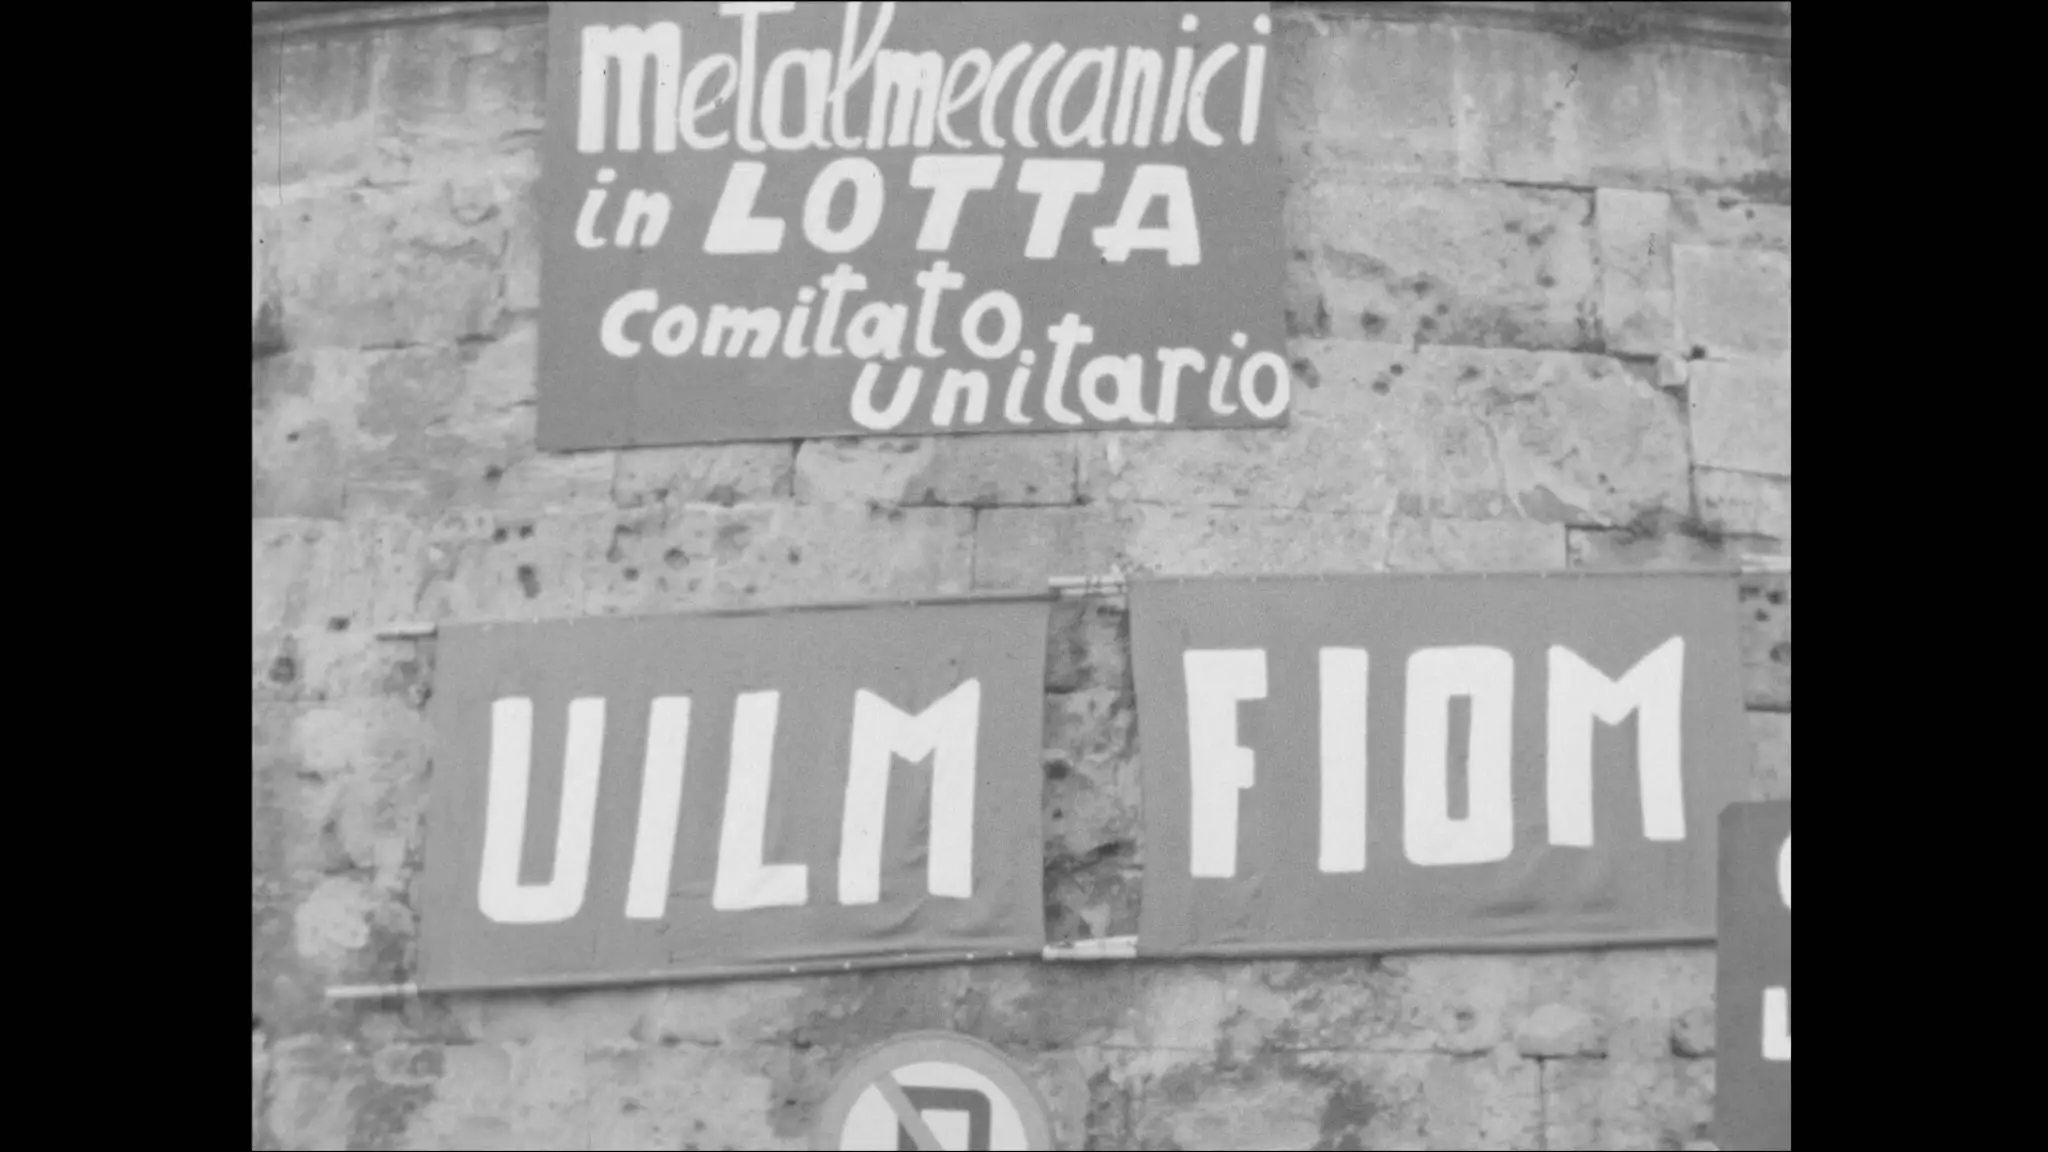 metalmeccanici
in LOTTA
comitato
unitario
UILM
FIOM